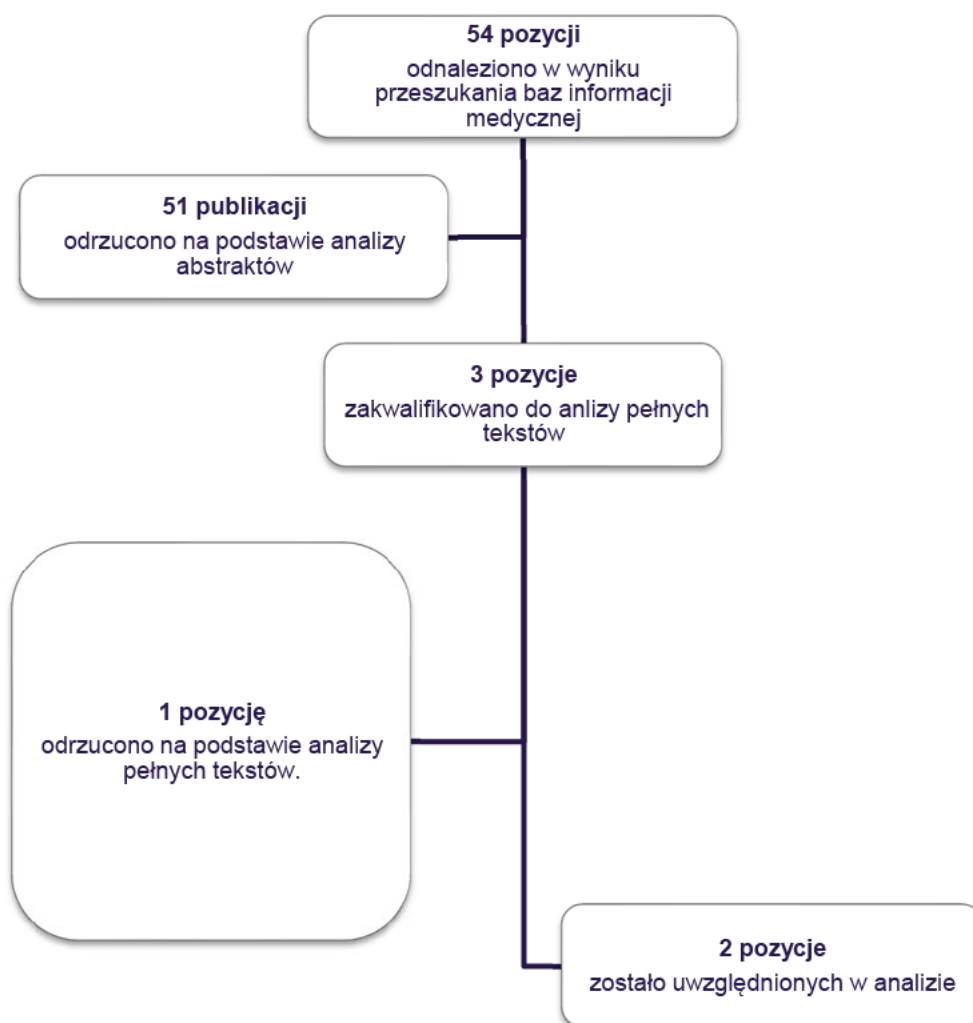 54 pozycji
odnaleziono w wyniku
przeszukania baz informacji
medycznej
51 publikacji
odrzucono na podstawie analizy
abstraktów
3 pozycje
zakwalifikowano do anlizy pełnych
tekstów
1 pozycję
odrzucono na podstawie analizy
pełnych tekstów.
2 pozycje
zostało uwzględnionych w analizie